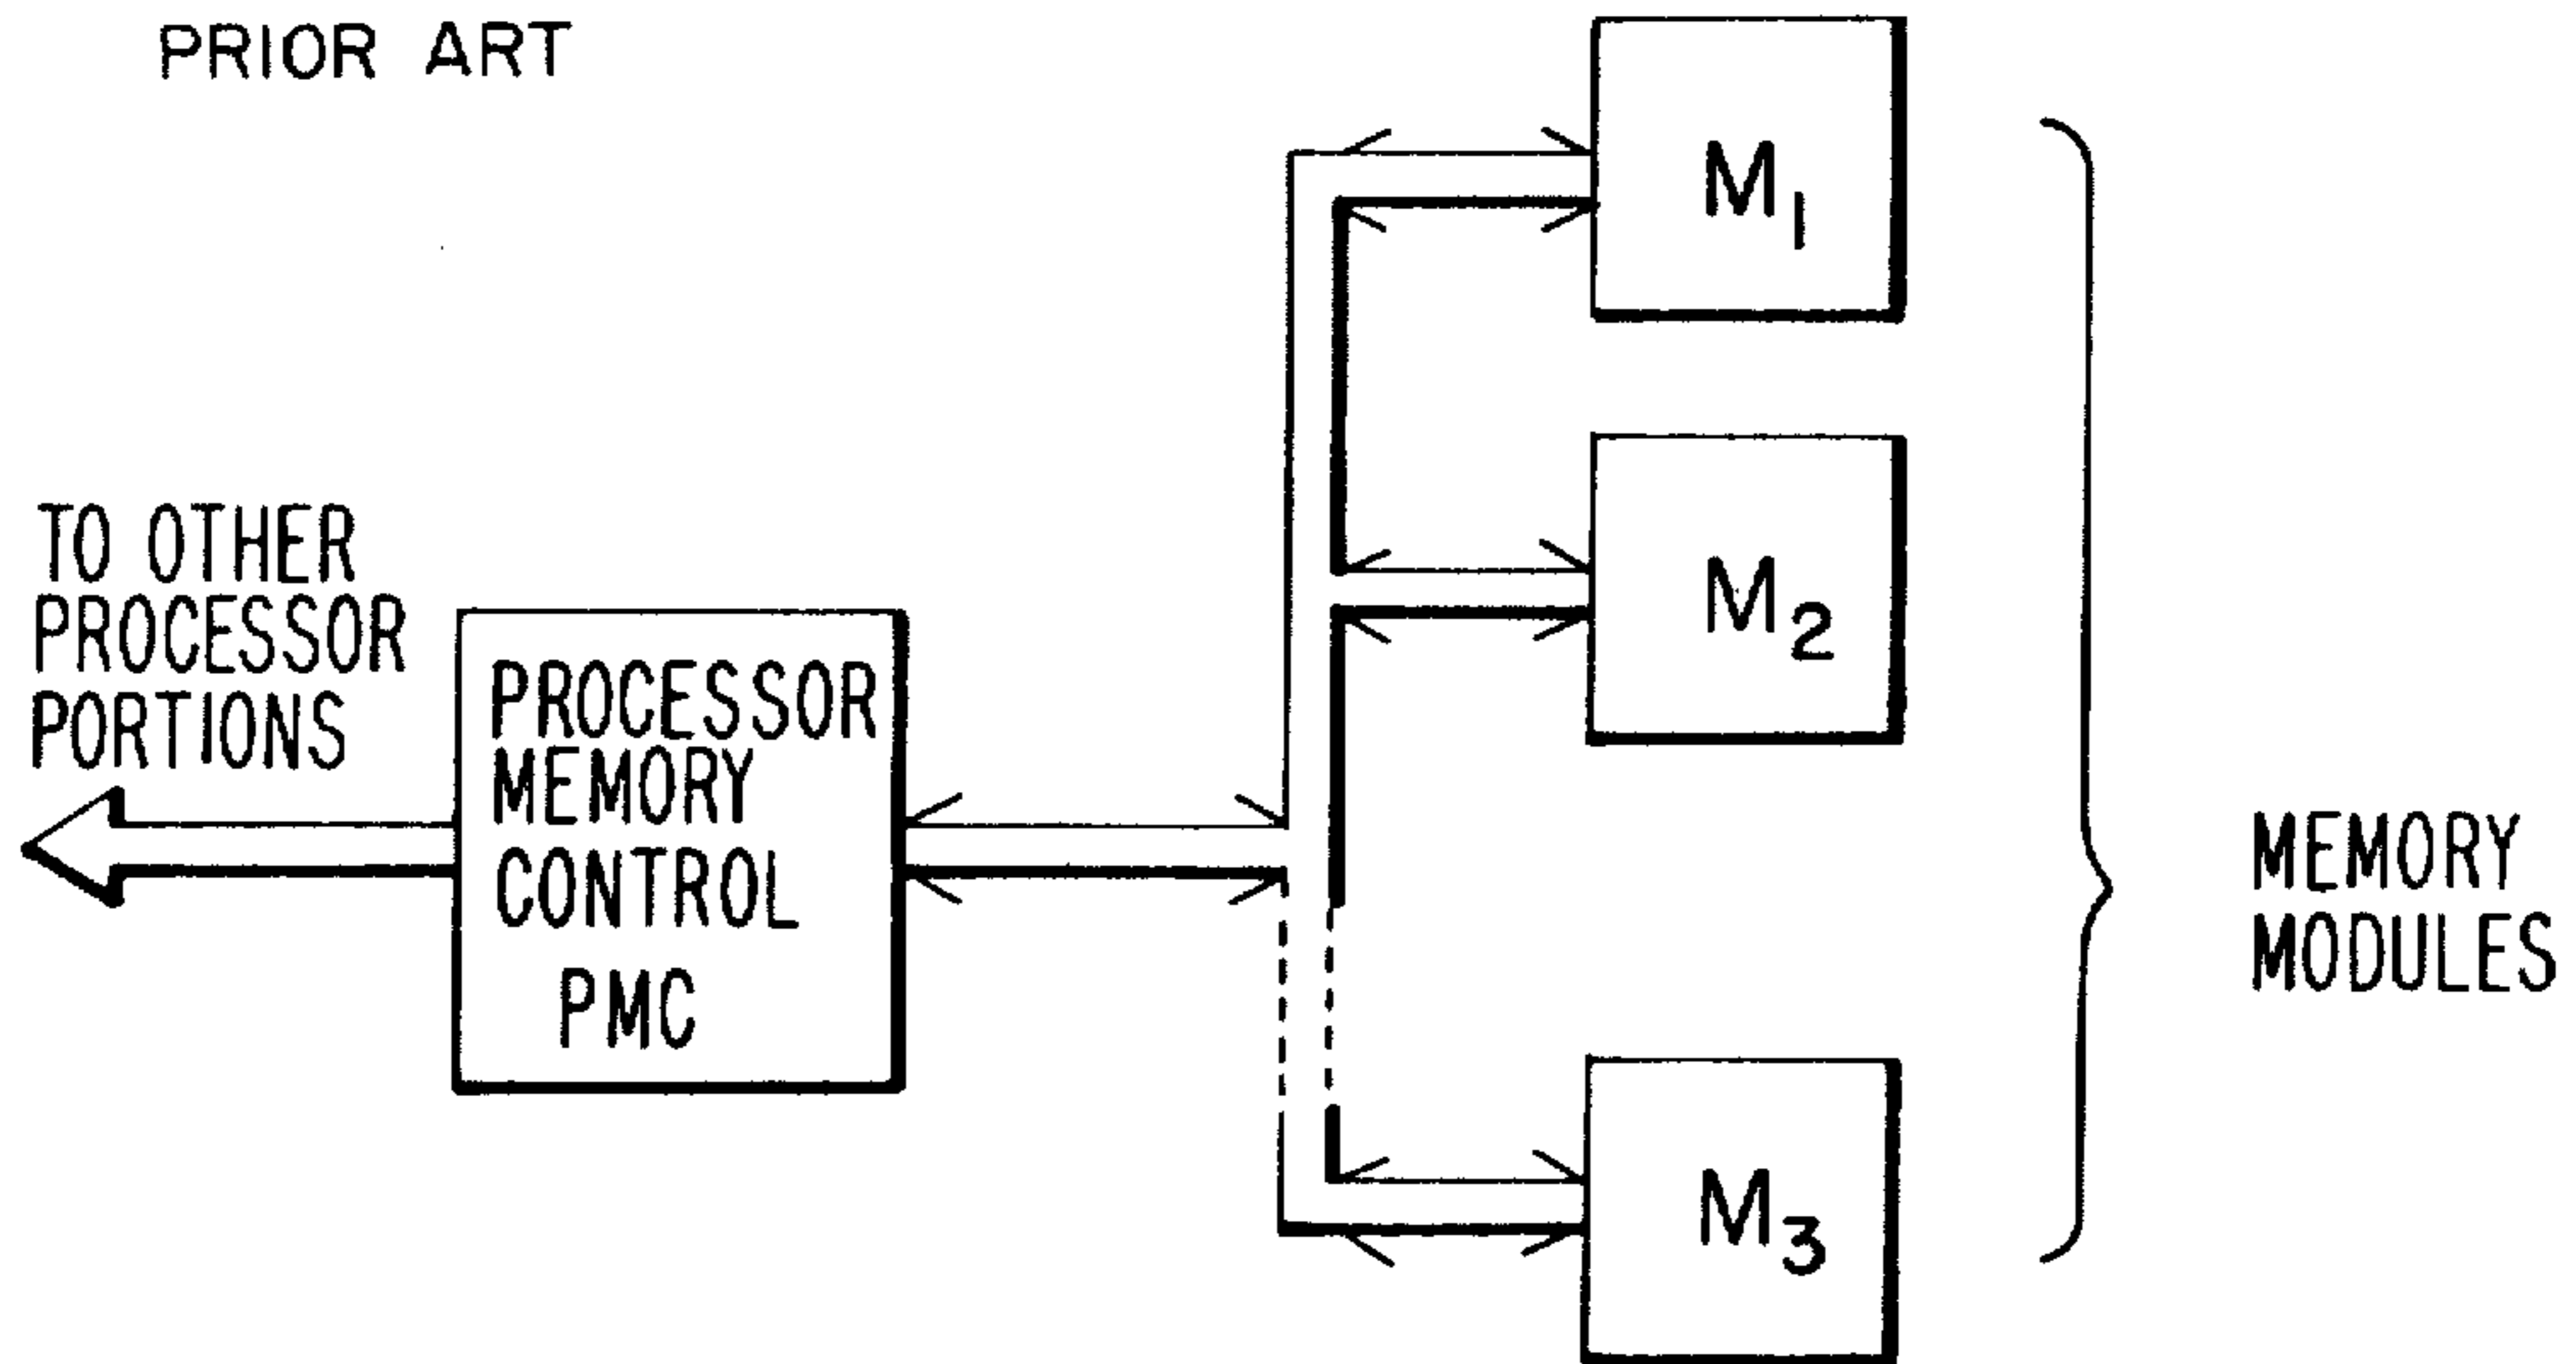 PRIOR ART
M1
M2
TO OTHER
PROCESSOR
PORTIONS
PROCESSOR
MEMORY
CONTROL
PMC
MEMORY
MODULES
M3